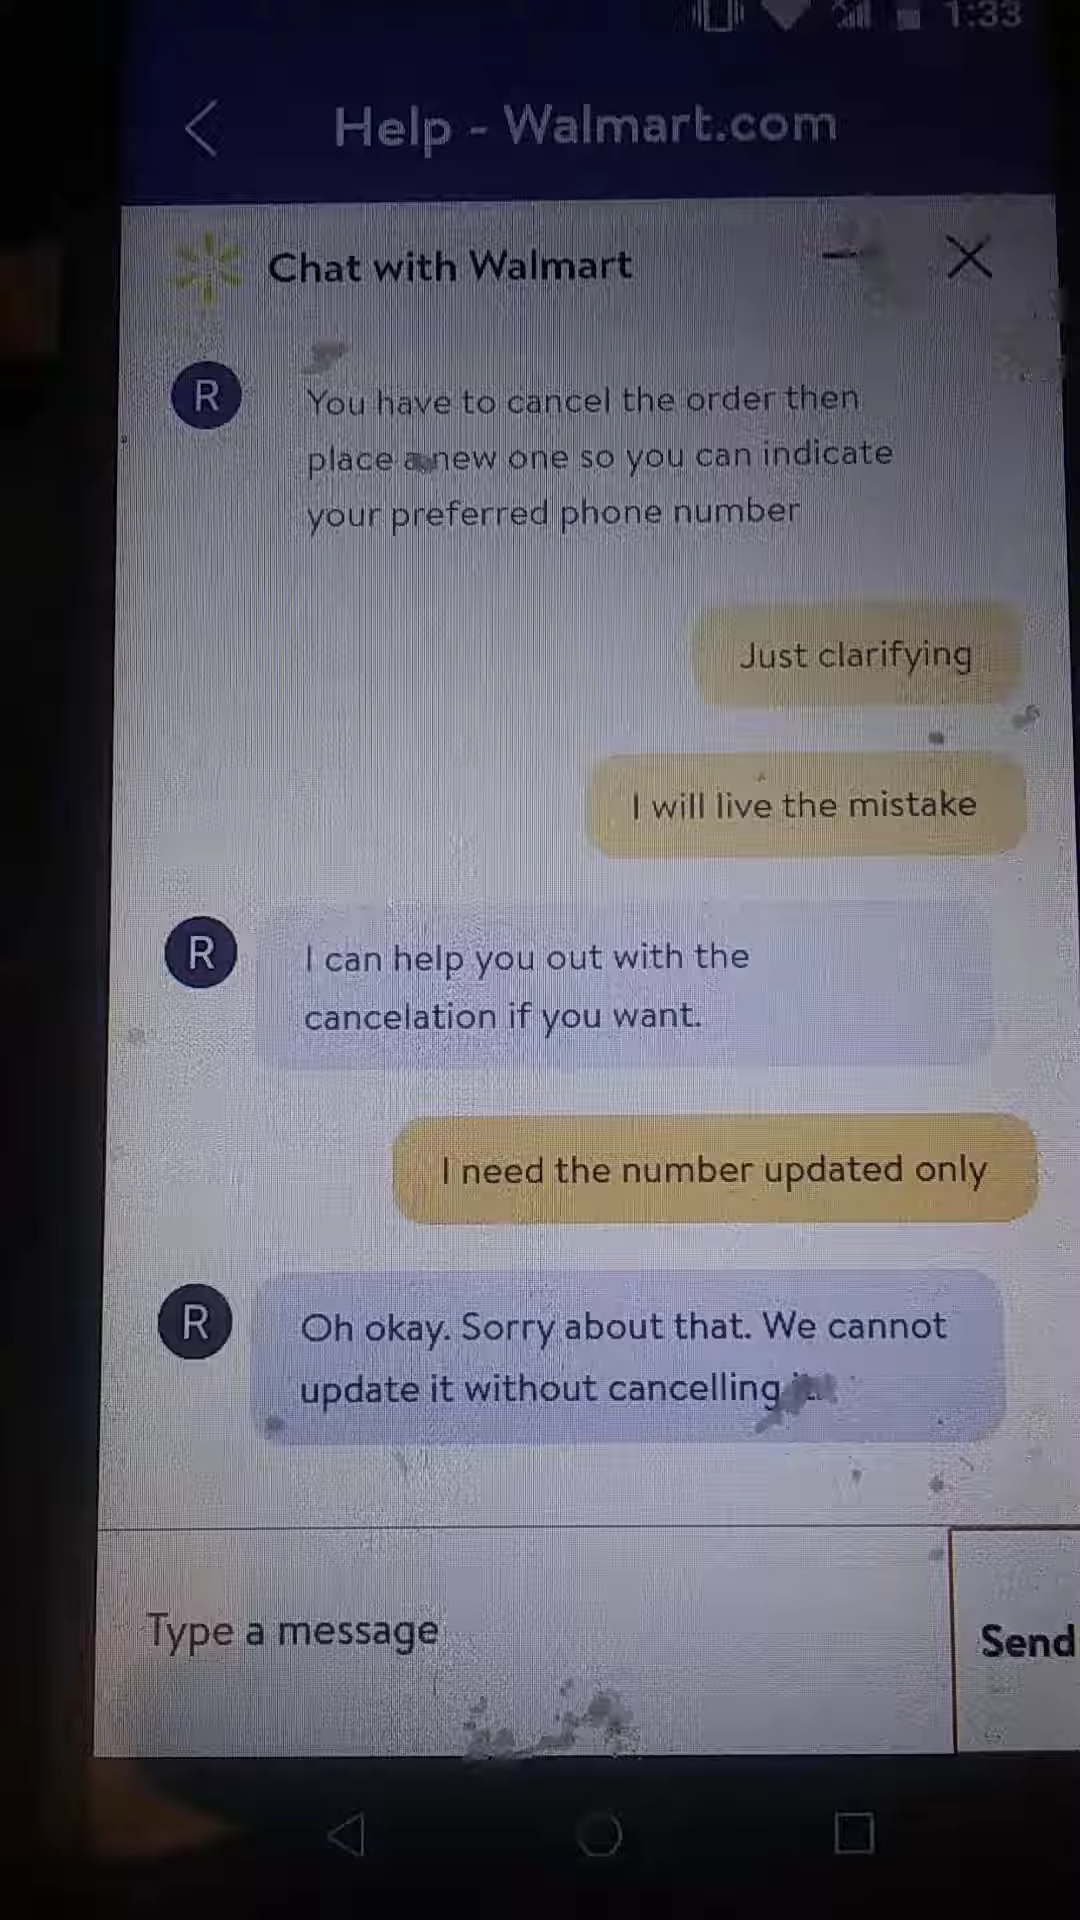 1:33
Help - Walmart.com
Chat with Walmart
R
You have to cancel the order then
place a new one so you can indicate
your preferred phone number
Just clarifying
I will live the mistake
R
I can help you out with the
cancelation if you want.
I need the number updated only
R
Oh okay. Sorry about that. We cannot
update it without cancelling
Type a message
Send